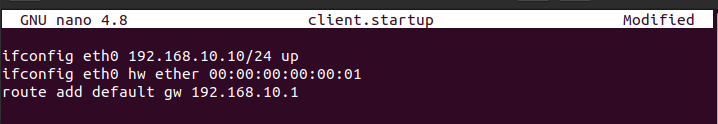 GNU nano 4.8 client.startup Modified
ifconfig eth0 192.168.10.10/24 up
ifconfig eth0 hw ether 00:00:00:00:00:01
route add default gw 192.168.10.1